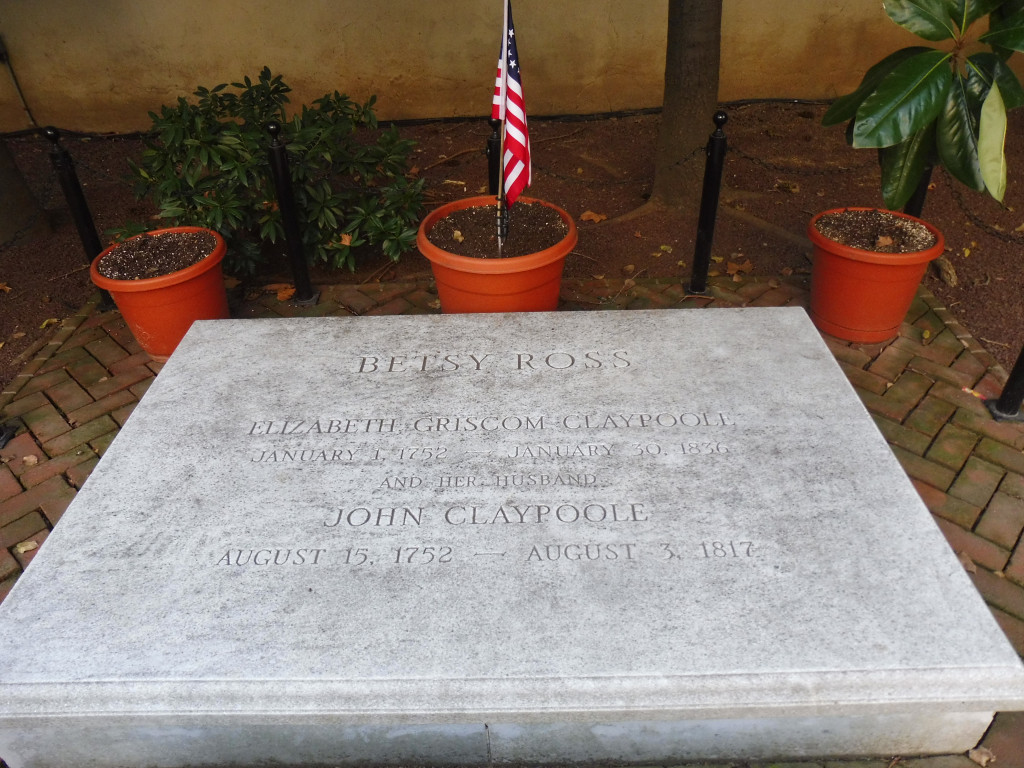 BETSY ROSS
ELIZABETH GRISCOM CLAYPOOLE
JANUARY 1, 1752 — JANUARY 30, 1836
AND HER HUSBAND
JOHN CLAYPOOLE
AUGUST 15, 1752 — AUGUST 3, 1817